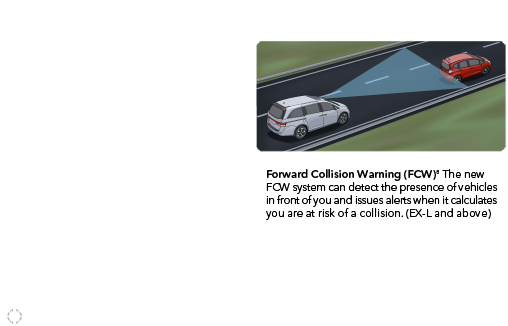 Forward Collision Warning (FCW)⁸ The new
FCW system can detect the presence of vehicles
in front of you and issues alerts when it calculates
you are at risk of a collision. (EX-L and above)